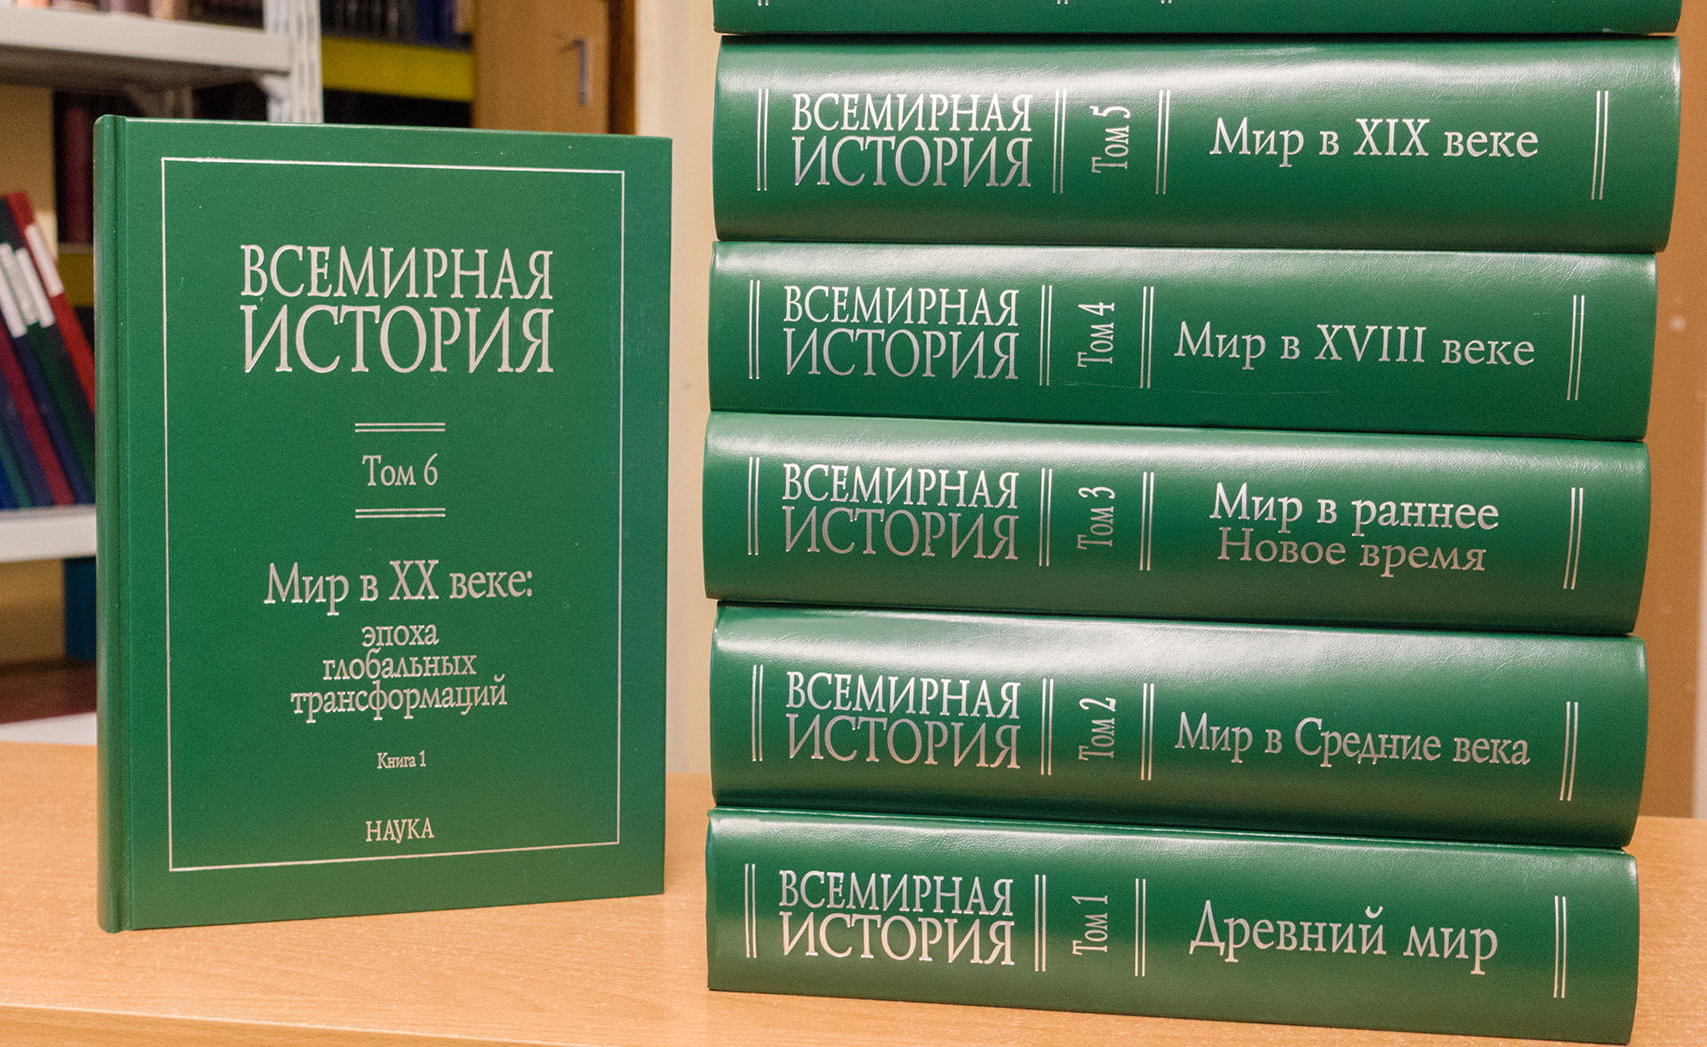 ВСЕМИРНАЯ
ИСТОРИЯ
Том 6
Мир в XX веке:
эпоха
глобальных
трансформаций
Книга 1
НАУКА
ВСЕМИРНАЯ
ИСТОРИЯ
Том 5
Мир в XIX веке
ВСЕМИРНАЯ
ИСТОРИЯ
Том 4
Мир в XVIII веке
ВСЕМИРНАЯ
ИСТОРИЯ
Том 3
Мир в раннее
Новое время
ВСЕМИРНАЯ
ИСТОРИЯ
Том 2
Мир в Средние века
ВСЕМИРНАЯ
ИСТОРИЯ
Том 1
Древний мир